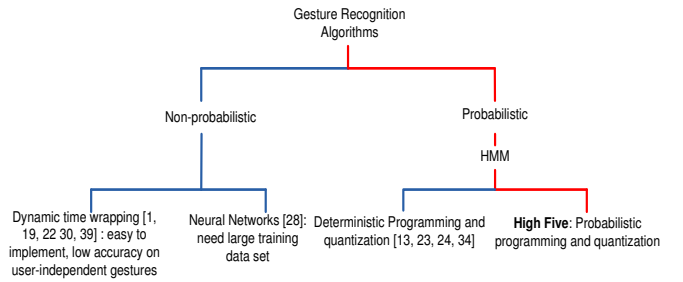 Gesture Recognition
Algorithms
Non-probabilistic
Probabilistic
HMM
Dynamic time wrapping [1,
19, 22 30, 39] : easy to
implement, low accuracy on
user-independent gestures
Neural Networks [28]:
need large training
data set
Deterministic Programming and
quantization [13, 23, 24, 34]
High Five: Probabilistic
programming and quantization